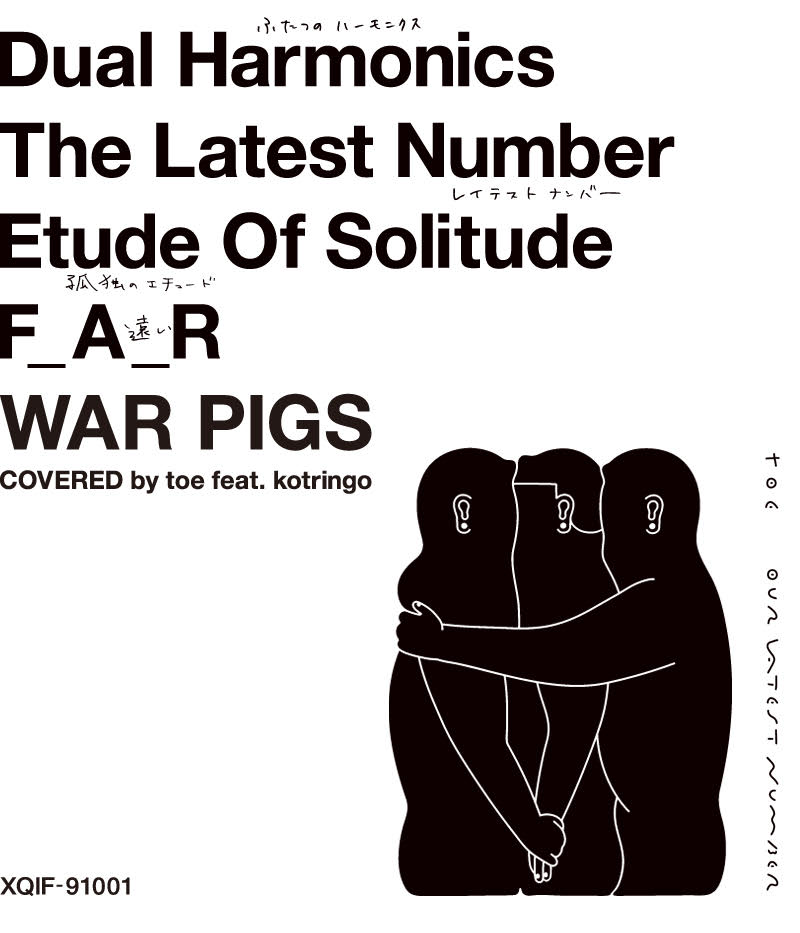 ふたつの ハーモニクス
Dual Harmonics
The Latest Number
レイテスト ナンバー
Etude Of Solitude
孤独の エチュード
F_A_R
遠い
WAR PIGS
COVERED by toe feat. kotringo
toe OUR LATEST NUMBER
XQIF-91001